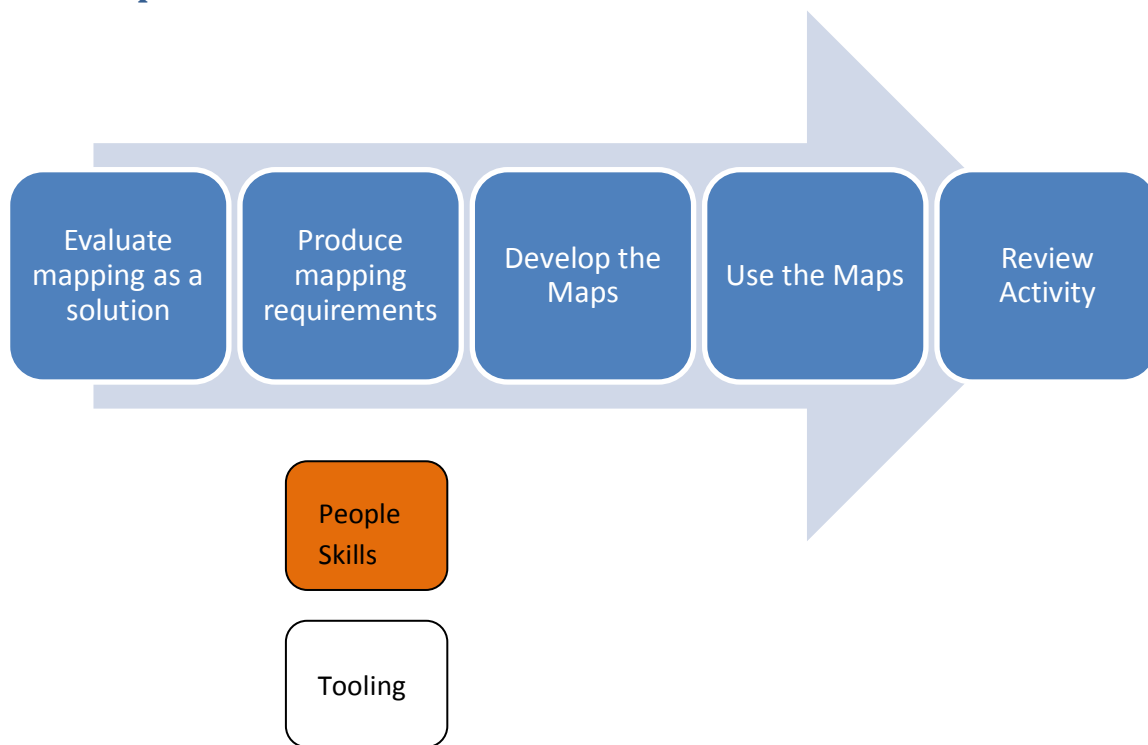 Evaluate
mapping as a
solution
Produce
mapping
requirements
Develop the
Maps
Use the Maps
Review
Activity
People
Skills
Tooling